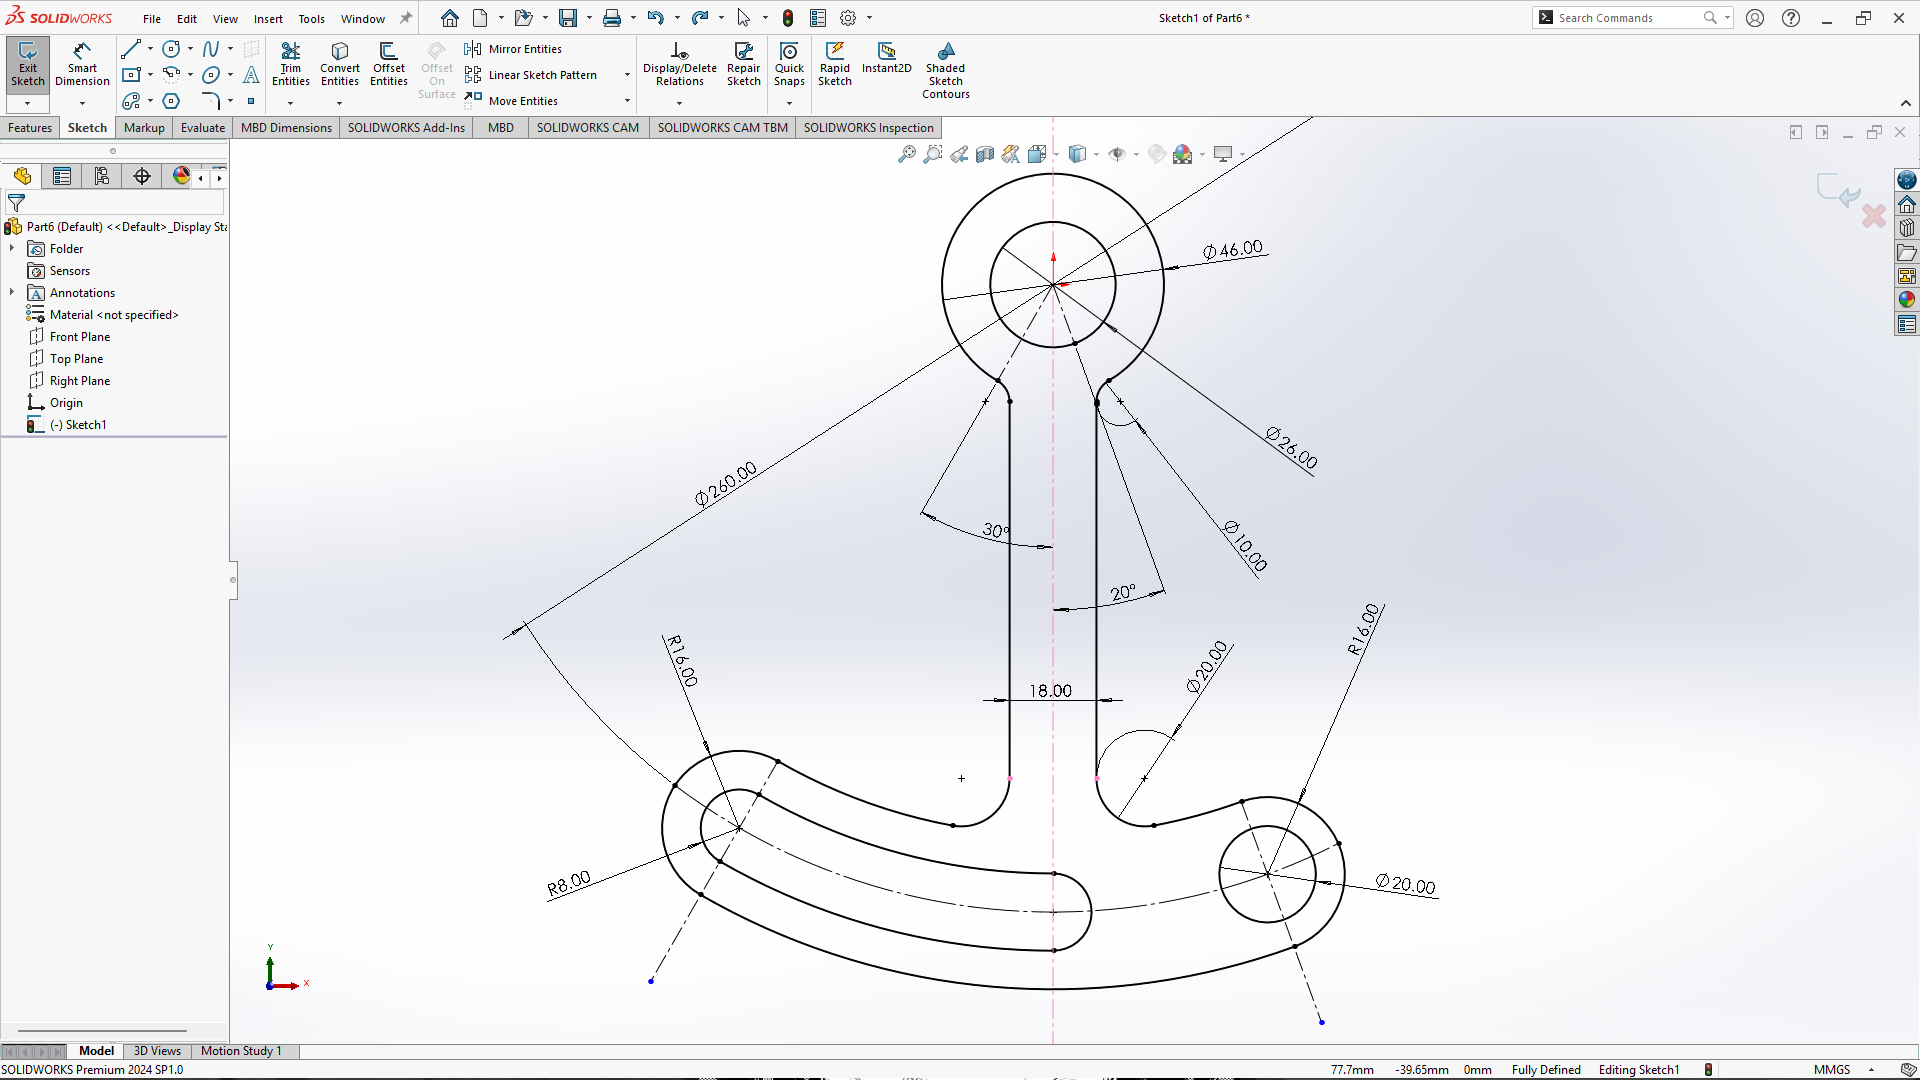 SOLIDWORKS
File Edit View Insert Tools Window
Sketch1 of Part6 *
Search Commands
Exit Sketch
Smart Dimension
Trim Entities
Convert Entities
Offset Entities
Offset On Surface
Mirror Entities
Linear Sketch Pattern
Move Entities
Display/Delete Relations
Repair Sketch
Quick Snaps
Rapid Sketch
Instant2D
Shaded Sketch Contours
Features Sketch Markup Evaluate MBD Dimensions SOLIDWORKS Add-Ins MBD SOLIDWORKS CAM SOLIDWORKS CAM TBM SOLIDWORKS Inspection
Part6 (Default) <<Default>_Display Sta
Folder
Sensors
Annotations
Material <not specified>
Front Plane
Top Plane
Right Plane
Origin
(-) Sketch1
∅46.00
∅26.00
∅260.00
30°
∅10.00
20°
R16.00
R16.00
∅20.00
18.00
R8.00
∅20.00
Y
X
Model 3D Views Motion Study 1
SOLIDWORKS Premium 2024 SP1.0
77.7mm -39.65mm 0mm Fully Defined Editing Sketch1 MMGS